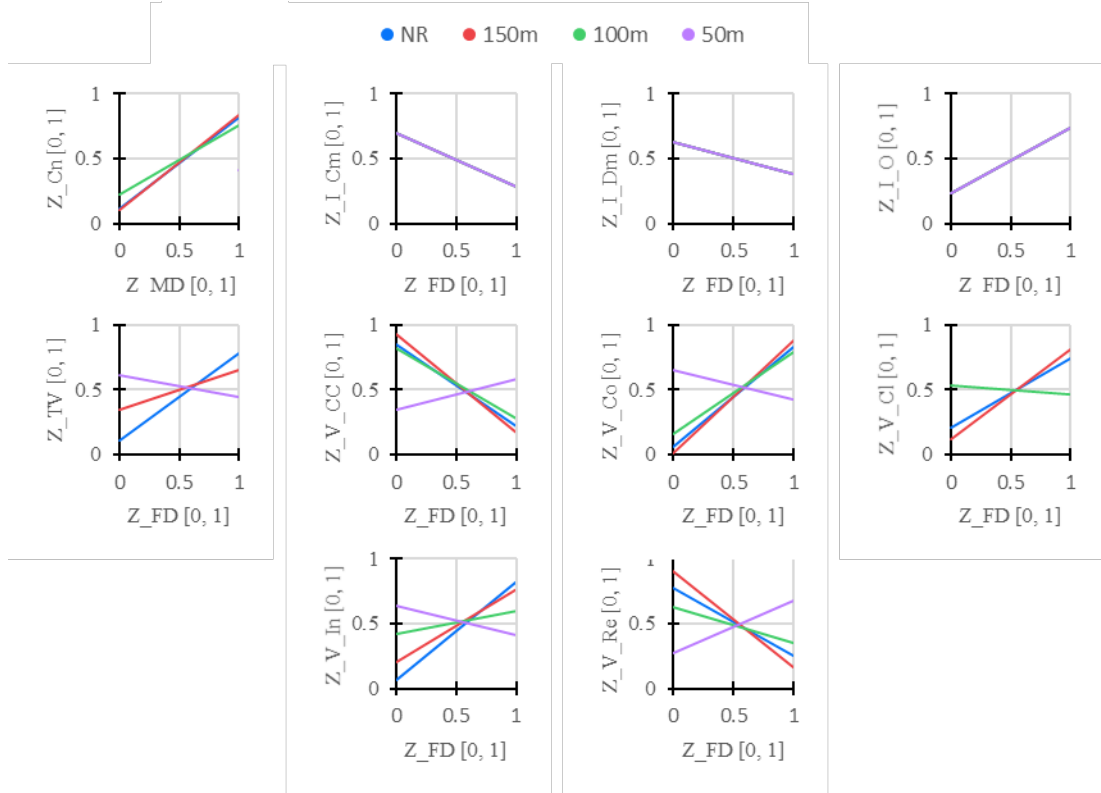 NR 150m 100m 50m
Z_Cn [0, 1]
1
0.5
0
0 0.5 1
Z_MD [0, 1]
Z_I_Cm [0, 1]
1
0.5
0
0 0.5 1
Z_FD [0, 1]
Z_I_Dm [0, 1]
1
0.5
0
0 0.5 1
Z_FD [0, 1]
Z_I_O [0, 1]
1
0.5
0
0 0.5 1
Z_FD [0, 1]
Z_TV [0, 1]
1
0.5
0
0 0.5 1
Z_FD [0, 1]
Z_V_CC [0, 1]
1
0.5
0
0 0.5 1
Z_FD [0, 1]
Z_V_Co [0, 1]
1
0.5
0
0 0.5 1
Z_FD [0, 1]
Z_V_Cl [0, 1]
1
0.5
0
0 0.5 1
Z_FD [0, 1]
Z_V_In [0, 1]
1
0.5
0
0 0.5 1
Z_FD [0, 1]
Z_V_Re [0, 1]
1
0.5
0
0 0.5 1
Z_FD [0, 1]